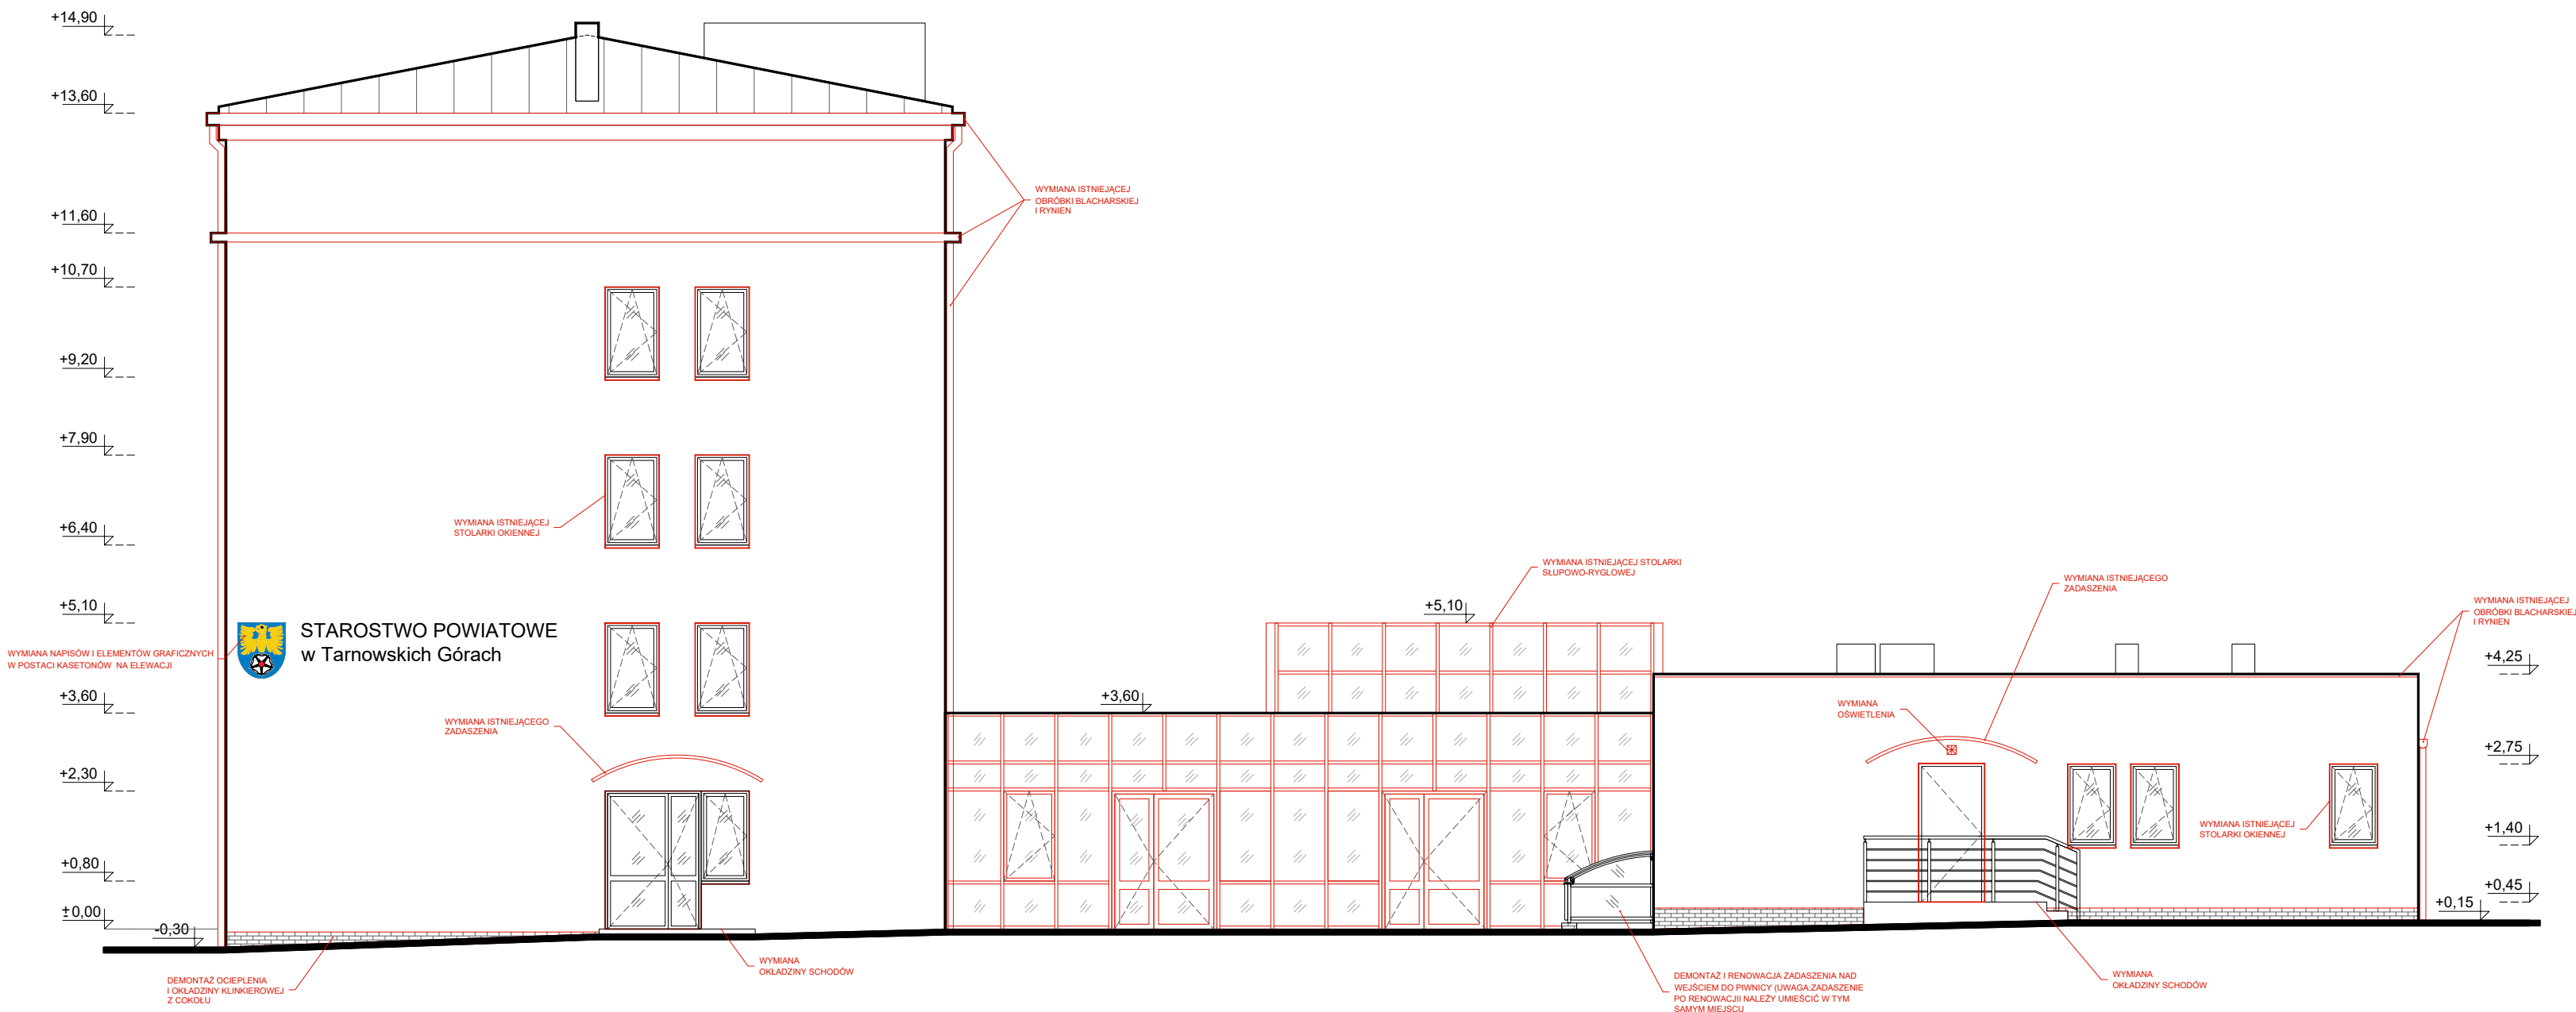 +14,90
+13,60
+11,60
+10,70
+9,20
+7,90
+6,40
+5,10
+3,60
+2,30
+0,80
±0,00
-0,30
WYMIANA ISTNIEJĄCEJ
OBRÓBKI BLACHARSKIEJ
I RYNIEN
WYMIANA ISTNIEJĄCEJ
STOLARKI OKIENNEJ
STAROSTWO POWIATOWE
w Tarnowskich Górach
WYMIANA NAPISÓW I ELEMENTÓW GRAFICZNYCH
W POSTACI KASETONÓW NA ELEWACJI
WYMIANA ISTNIEJĄCEGO
ZADASZENIA
DEMONTAŻ OCIEPLENIA
I OKŁADZINY KLINKIEROWEJ
Z COKOŁU
WYMIANA
OKŁADZINY SCHODÓW
+3,60
+5,10
WYMIANA ISTNIEJĄCEJ STOLARKI
SŁUPOWO-RYGLOWEJ
WYMIANA ISTNIEJĄCEGO
ZADASZENIA
WYMIANA
OŚWIETLENIA
WYMIANA ISTNIEJĄCEJ
OBRÓBKI BLACHARSKIEJ
I RYNIEN
WYMIANA ISTNIEJĄCEJ
STOLARKI OKIENNEJ
+4,25
+2,75
+1,40
+0,45
+0,15
DEMONTAŻ I RENOWACJA ZADASZENIA NAD
WEJŚCIEM DO PIWNICY (UWAGA:ZADASZENIE
PO RENOWACJII NALEŻY UMIEŚCIĆ W TYM
SAMYM MIEJSCU
WYMIANA
OKŁADZINY SCHODÓW